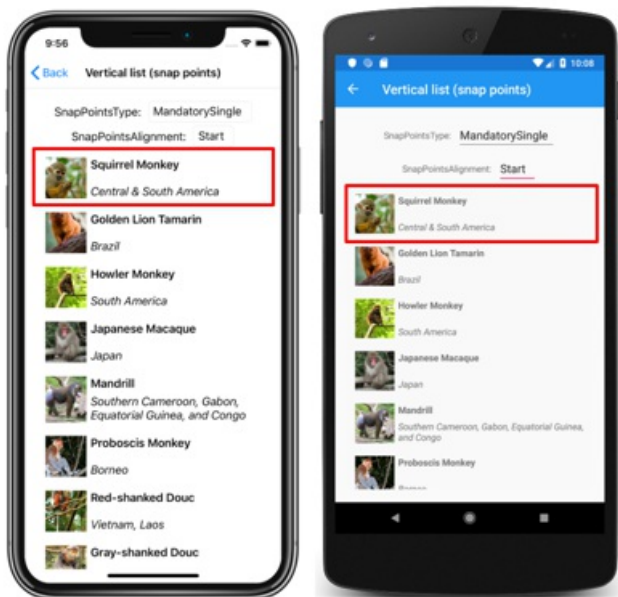 9:56
Back Vertical list (snap points)
SnapPointsType: MandatorySingle
SnapPointsAlignment: Start
Squirrel Monkey
Central & South America
Golden Lion Tamarin
Brazil
Howler Monkey
South America
Japanese Macaque
Japan
Mandrill
Southern Cameroon, Gabon,
Equatorial Guinea, and Congo
Proboscis Monkey
Borneo
Red-shanked Douc
Vietnam, Laos
Gray-shanked Douc
10:08
Vertical list (snap points)
SnapPointsType: MandatorySingle
SnapPointsAlignment: Start
Squirrel Monkey
Central & South America
Golden Lion Tamarin
Brazil
Howler Monkey
South America
Japanese Macaque
Japan
Mandrill
Southern Cameroon, Gabon, Equatorial Guinea,
and Congo
Proboscis Monkey